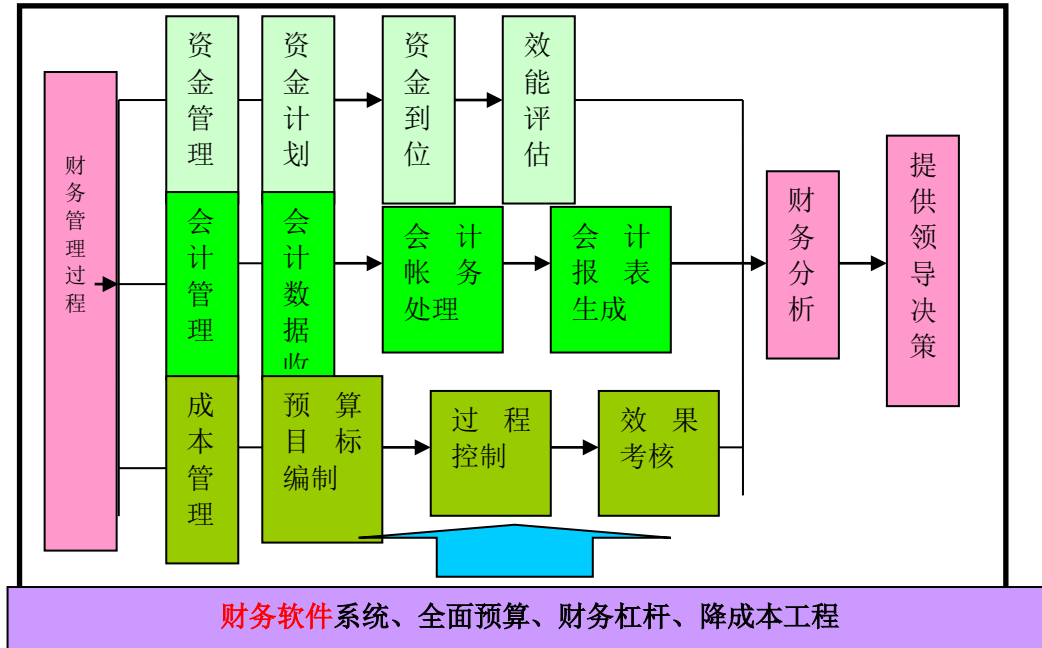 财务管理过程
资金管理
资金计划
资金到位
效能评估
会计管理
会计数据
会计
帐务
处理
会计
报表
生成
成本管理
预算
目标
编制
过程
控制
效果
考核
财务分析
提供领导决策
财务软件系统、全面预算、财务杠杆、降成本工程